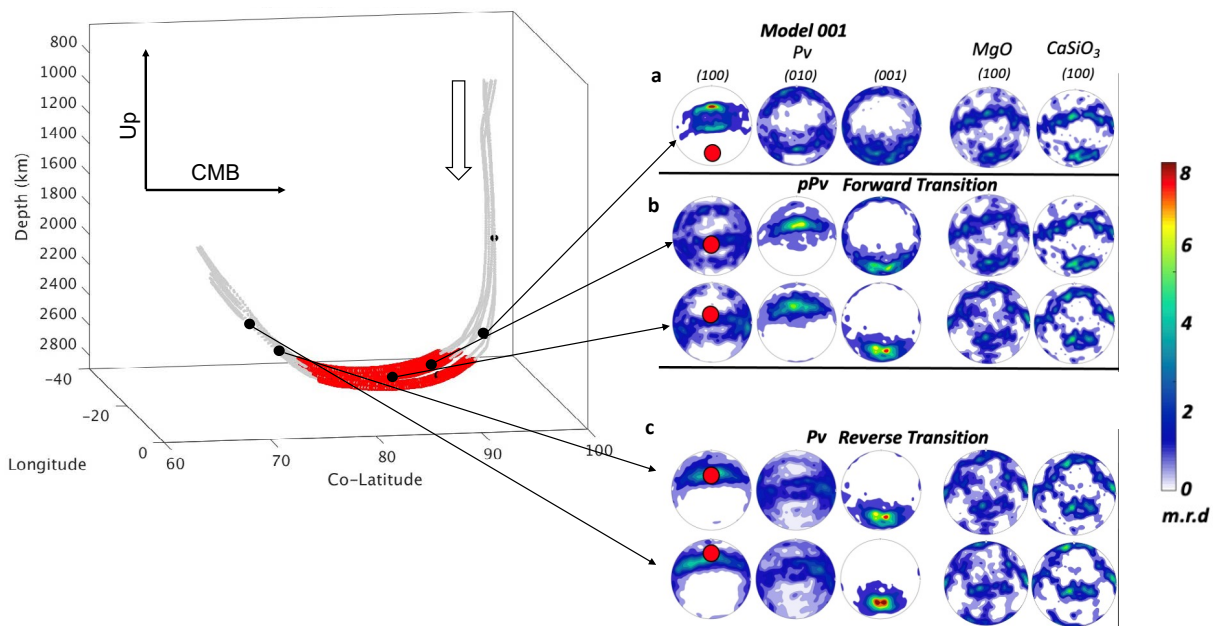 Model 001
Pv
MgO
CaSiO3
a
(100)
(010)
(001)
(100)
(100)
pPv Forward Transition
b
Pv Reverse Transition
c
8
6
4
2
0
m.r.d
Up
CMB
Depth (km)
800
1000
1200
1400
1600
1800
2000
2200
2400
2600
2800
−40
−20
0
Longitude
60
70
80
90
100
Co-Latitude